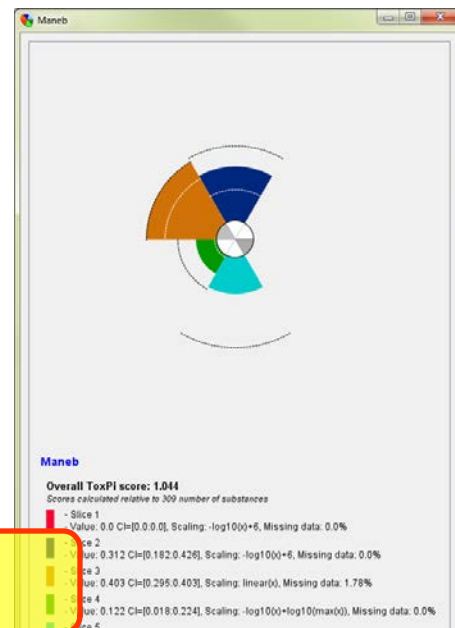 Maneb
Maneb
Overall ToxPi score: 1.044
Scores calculated relative to 309 number of substances
- Slice 1
- Value: 0.0 CI=[0.0:0.0], Scaling: -log10(x)+6, Missing data: 0.0%
- Slice 2
- Value: 0.312 CI=[0.182:0.426], Scaling: -log10(x)+6, Missing data: 0.0%
- Slice 3
- Value: 0.403 CI=[0.295:0.403], Scaling: linear(x), Missing data: 1.78%
- Slice 4
- Value: 0.122 CI=[0.018:0.224], Scaling: -log10(x)+log10(max(x)), Missing data: 0.0%
- Slice 5